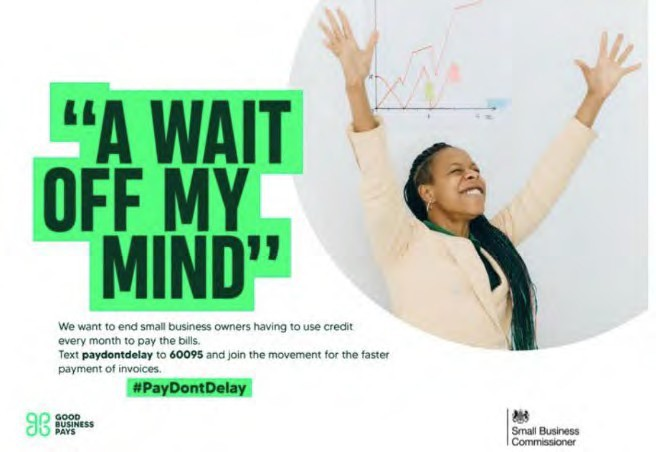 “A WAIT
OFF MY
MIND”
We want to end small business owners having to use credit
every month to pay the bills.
Text paydontdelay to 60095 and join the movement for the faster
payment of invoices.
#PayDontDelay
GOOD
BUSINESS
PAYS
Small Business
Commissioner